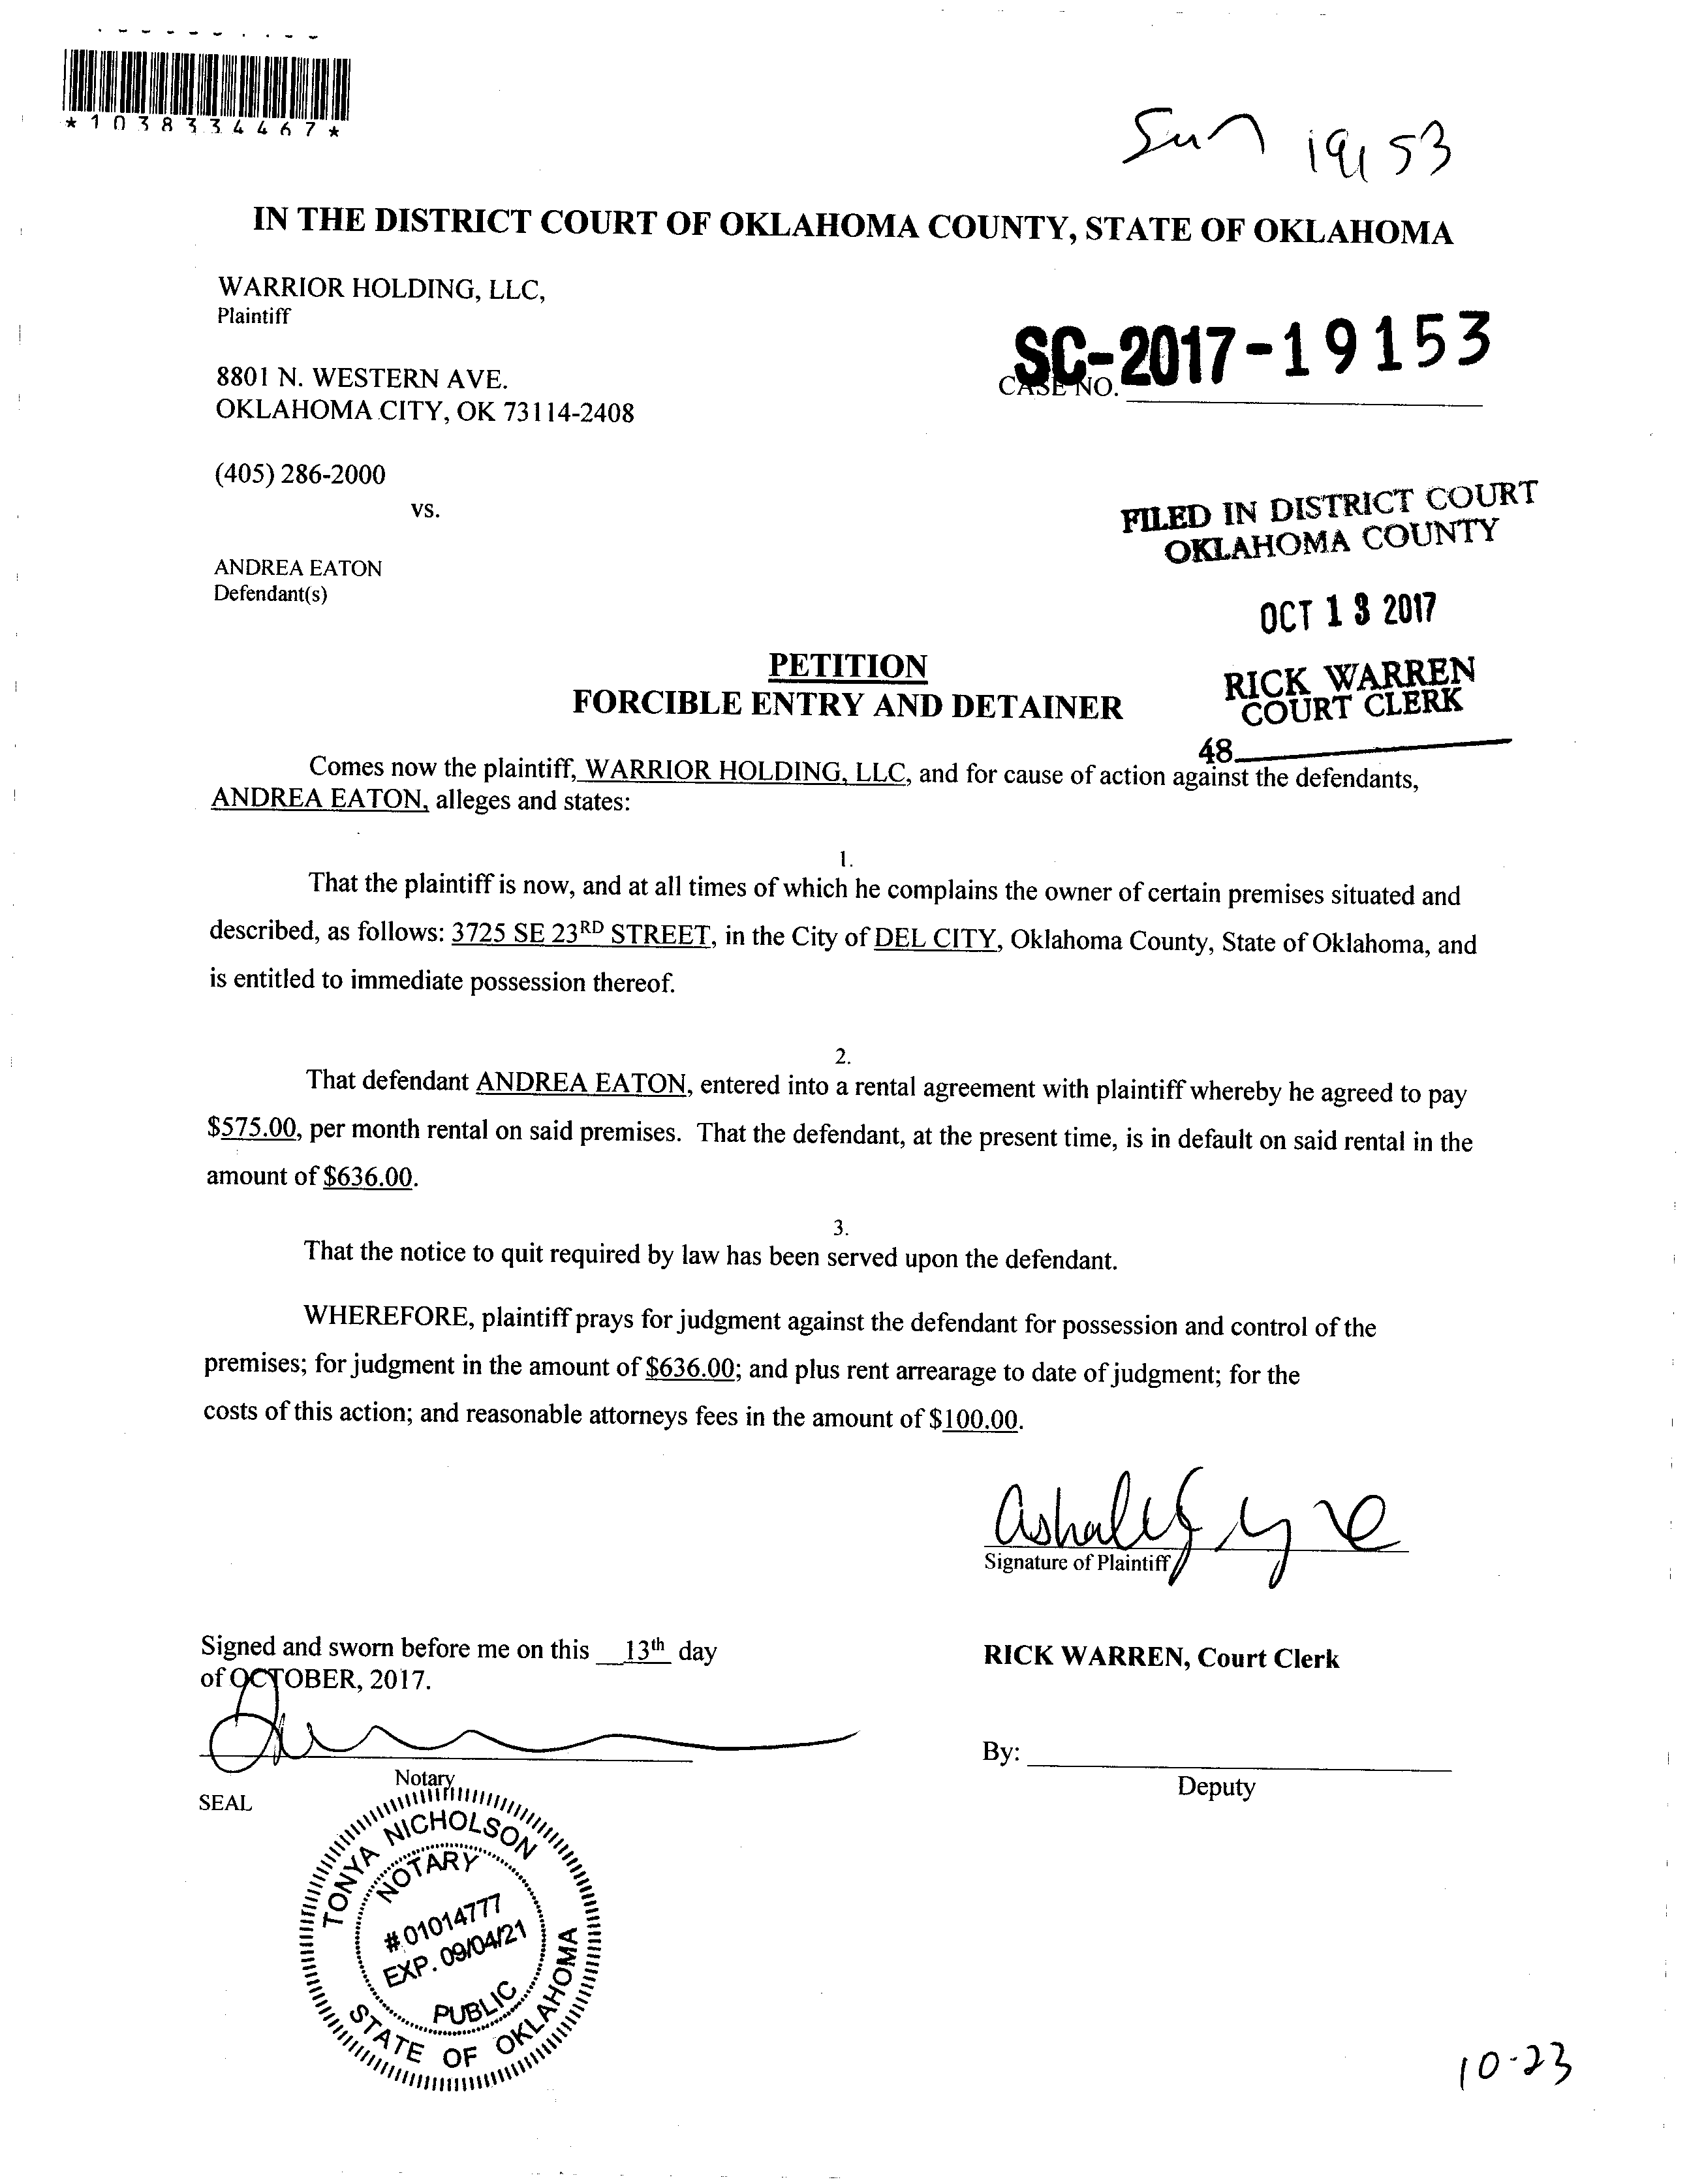 *1038334467*
Sum 19153
IN THE DISTRICT COURT OF OKLAHOMA COUNTY, STATE OF OKLAHOMA
WARRIOR HOLDING, LLC,
Plaintiff
8801 N. WESTERN AVE.
OKLAHOMA CITY, OK 73114-2408
SC-2017-19153
CASE NO.
(405) 286-2000
vs.
ANDREA EATON
Defendant(s)
FILED IN DISTRICT COURT
OKLAHOMA COUNTY
OCT 13 2017
RICK WARREN
COURT CLERK
48
PETITION
FORCIBLE ENTRY AND DETAINER
Comes now the plaintiff, WARRIOR HOLDING, LLC, and for cause of action against the defendants,
ANDREA EATON, alleges and states:
1.
That the plaintiff is now, and at all times of which he complains the owner of certain premises situated and
described, as follows: 3725 SE 23RD STREET, in the City of DEL CITY, Oklahoma County, State of Oklahoma, and
is entitled to immediate possession thereof.
2.
That defendant ANDREA EATON, entered into a rental agreement with plaintiff whereby he agreed to pay
$575.00, per month rental on said premises. That the defendant, at the present time, is in default on said rental in the
amount of $636.00.
3.
That the notice to quit required by law has been served upon the defendant.
WHEREFORE, plaintiff prays for judgment against the defendant for possession and control of the
premises; for judgment in the amount of $636.00; and plus rent arrearage to date of judgment; for the
costs of this action; and reasonable attorneys fees in the amount of $100.00.
Signature of Plaintiff
Signed and sworn before me on this 13th day
of OCTOBER, 2017.
RICK WARREN, Court Clerk
Notary
SEAL
By:
Deputy
TONYA NICHOLSON
NOTARY
#01014777
EXP. 09/04/21
PUBLIC
STATE OF OKLAHOMA
10-23